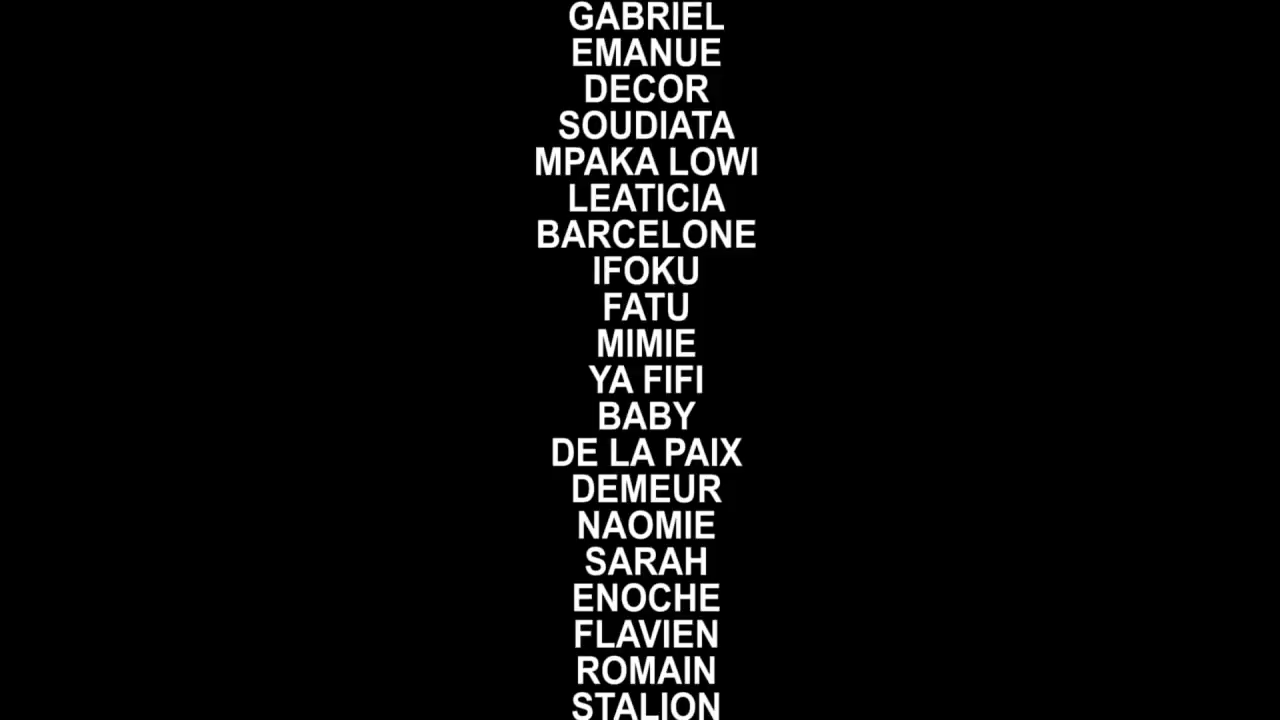 GABRIEL
EMANUE
DECOR
SOUDIATA
MPAKA LOWI
LEATICIA
BARCELONE
IFOKU
FATU
MIMIE
YA FIFI
BABY
DE LA PAIX
DEMEUR
NAOMIE
SARAH
ENOCHE
FLAVIEN
ROMAIN
STALION